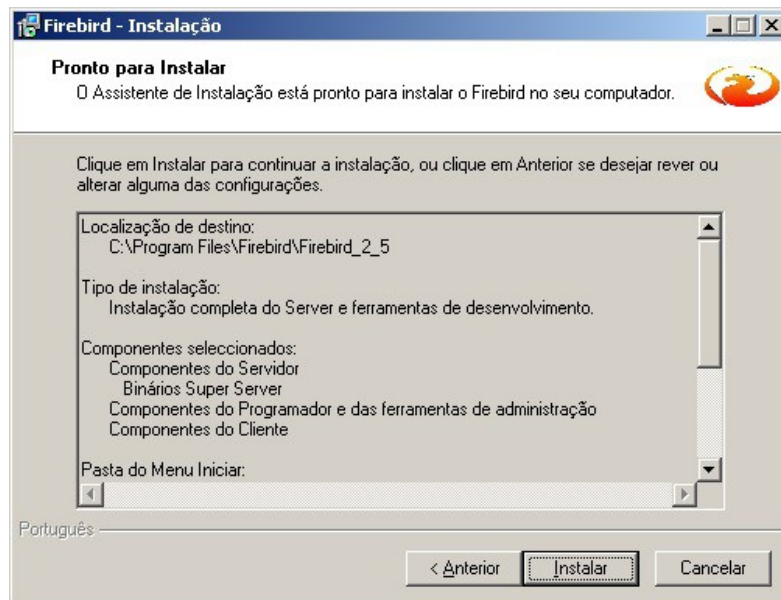 Firebird - Instalação
Pronto para Instalar
O Assistente de Instalação está pronto para instalar o Firebird no seu computador.
Clique em Instalar para continuar a instalação, ou clique em Anterior se desejar rever ou
alterar alguma das configurações.
Localização de destino:
C:\Program Files\Firebird\Firebird_2_5
Tipo de instalação:
Instalação completa do Server e ferramentas de desenvolvimento.
Componentes seleccionados:
Componentes do Servidor
Binários Super Server
Componentes do Programador e das ferramentas de administração
Componentes do Cliente
Pasta do Menu Iniciar:
Português
< Anterior Instalar Cancelar